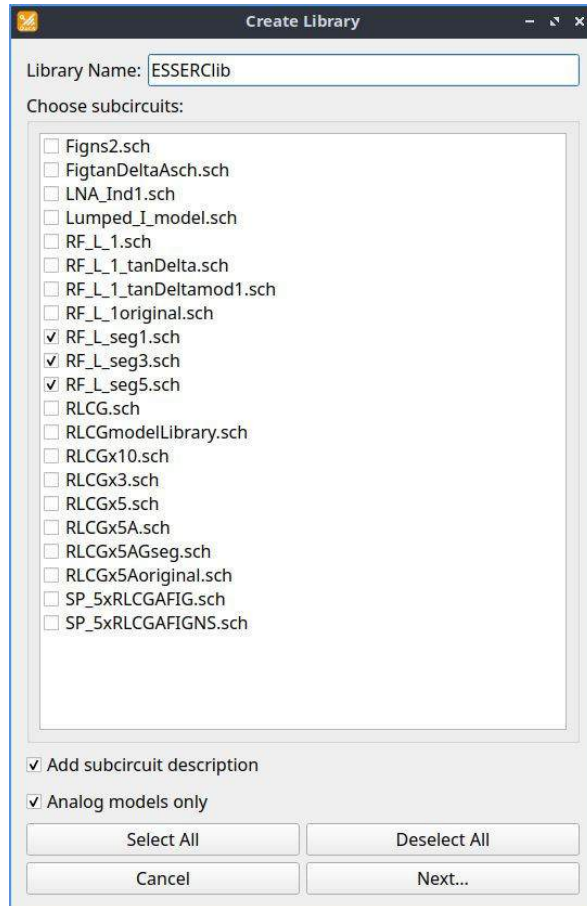 Create Library
Library Name: ESSERClib
Choose subcircuits:
Figns2.sch
FigtanDeltaAsch.sch
LNA_Ind1.sch
Lumped_I_model.sch
RF_L_1.sch
RF_L_1_tanDelta.sch
RF_L_1_tanDeltamod1.sch
RF_L_1original.sch
RF_L_seg1.sch
RF_L_seg3.sch
RF_L_seg5.sch
RLCG.sch
RLCGmodelLibrary.sch
RLCGx10.sch
RLCGx3.sch
RLCGx5.sch
RLCGx5A.sch
RLCGx5AGseg.sch
RLCGx5Aoriginal.sch
SP_5xRLCGAFIG.sch
SP_5xRLCGAFIGNS.sch
Add subcircuit description
Analog models only
Select All Deselect All
Cancel Next...